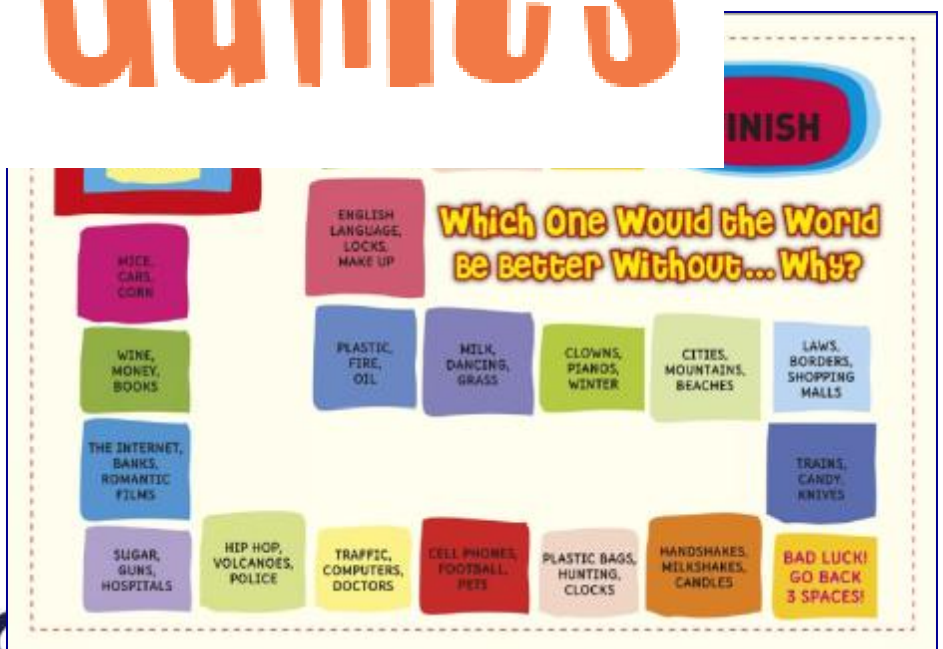 Games
INISH
Which One Would the World
Be Better Without... Why?
ENGLISH
LANGUAGE,
LOCKS,
MAKE UP
MICE,
CARS,
CORN
WINE,
MONEY,
BOOKS
PLASTIC,
FIRE,
OIL
MILK,
DANCING,
GRASS
CLOWNS,
PIANOS,
WINTER
CITIES,
MOUNTAINS,
BEACHES
LAWS,
BORDERS,
SHOPPING
MALLS
THE INTERNET,
BANKS,
ROMANTIC
FILMS
TRAINS,
CANDY,
KNIVES
SUGAR,
GUNS,
HOSPITALS
HIP HOP,
VOLCANOES,
POLICE
TRAFFIC,
COMPUTERS,
DOCTORS
CELL PHONES,
FOOTBALL,
PETS
PLASTIC BAGS,
HUNTING,
CLOCKS
HANDSHAKES,
MILKSHAKES,
CANDLES
BAD LUCK!
GO BACK
3 SPACES!